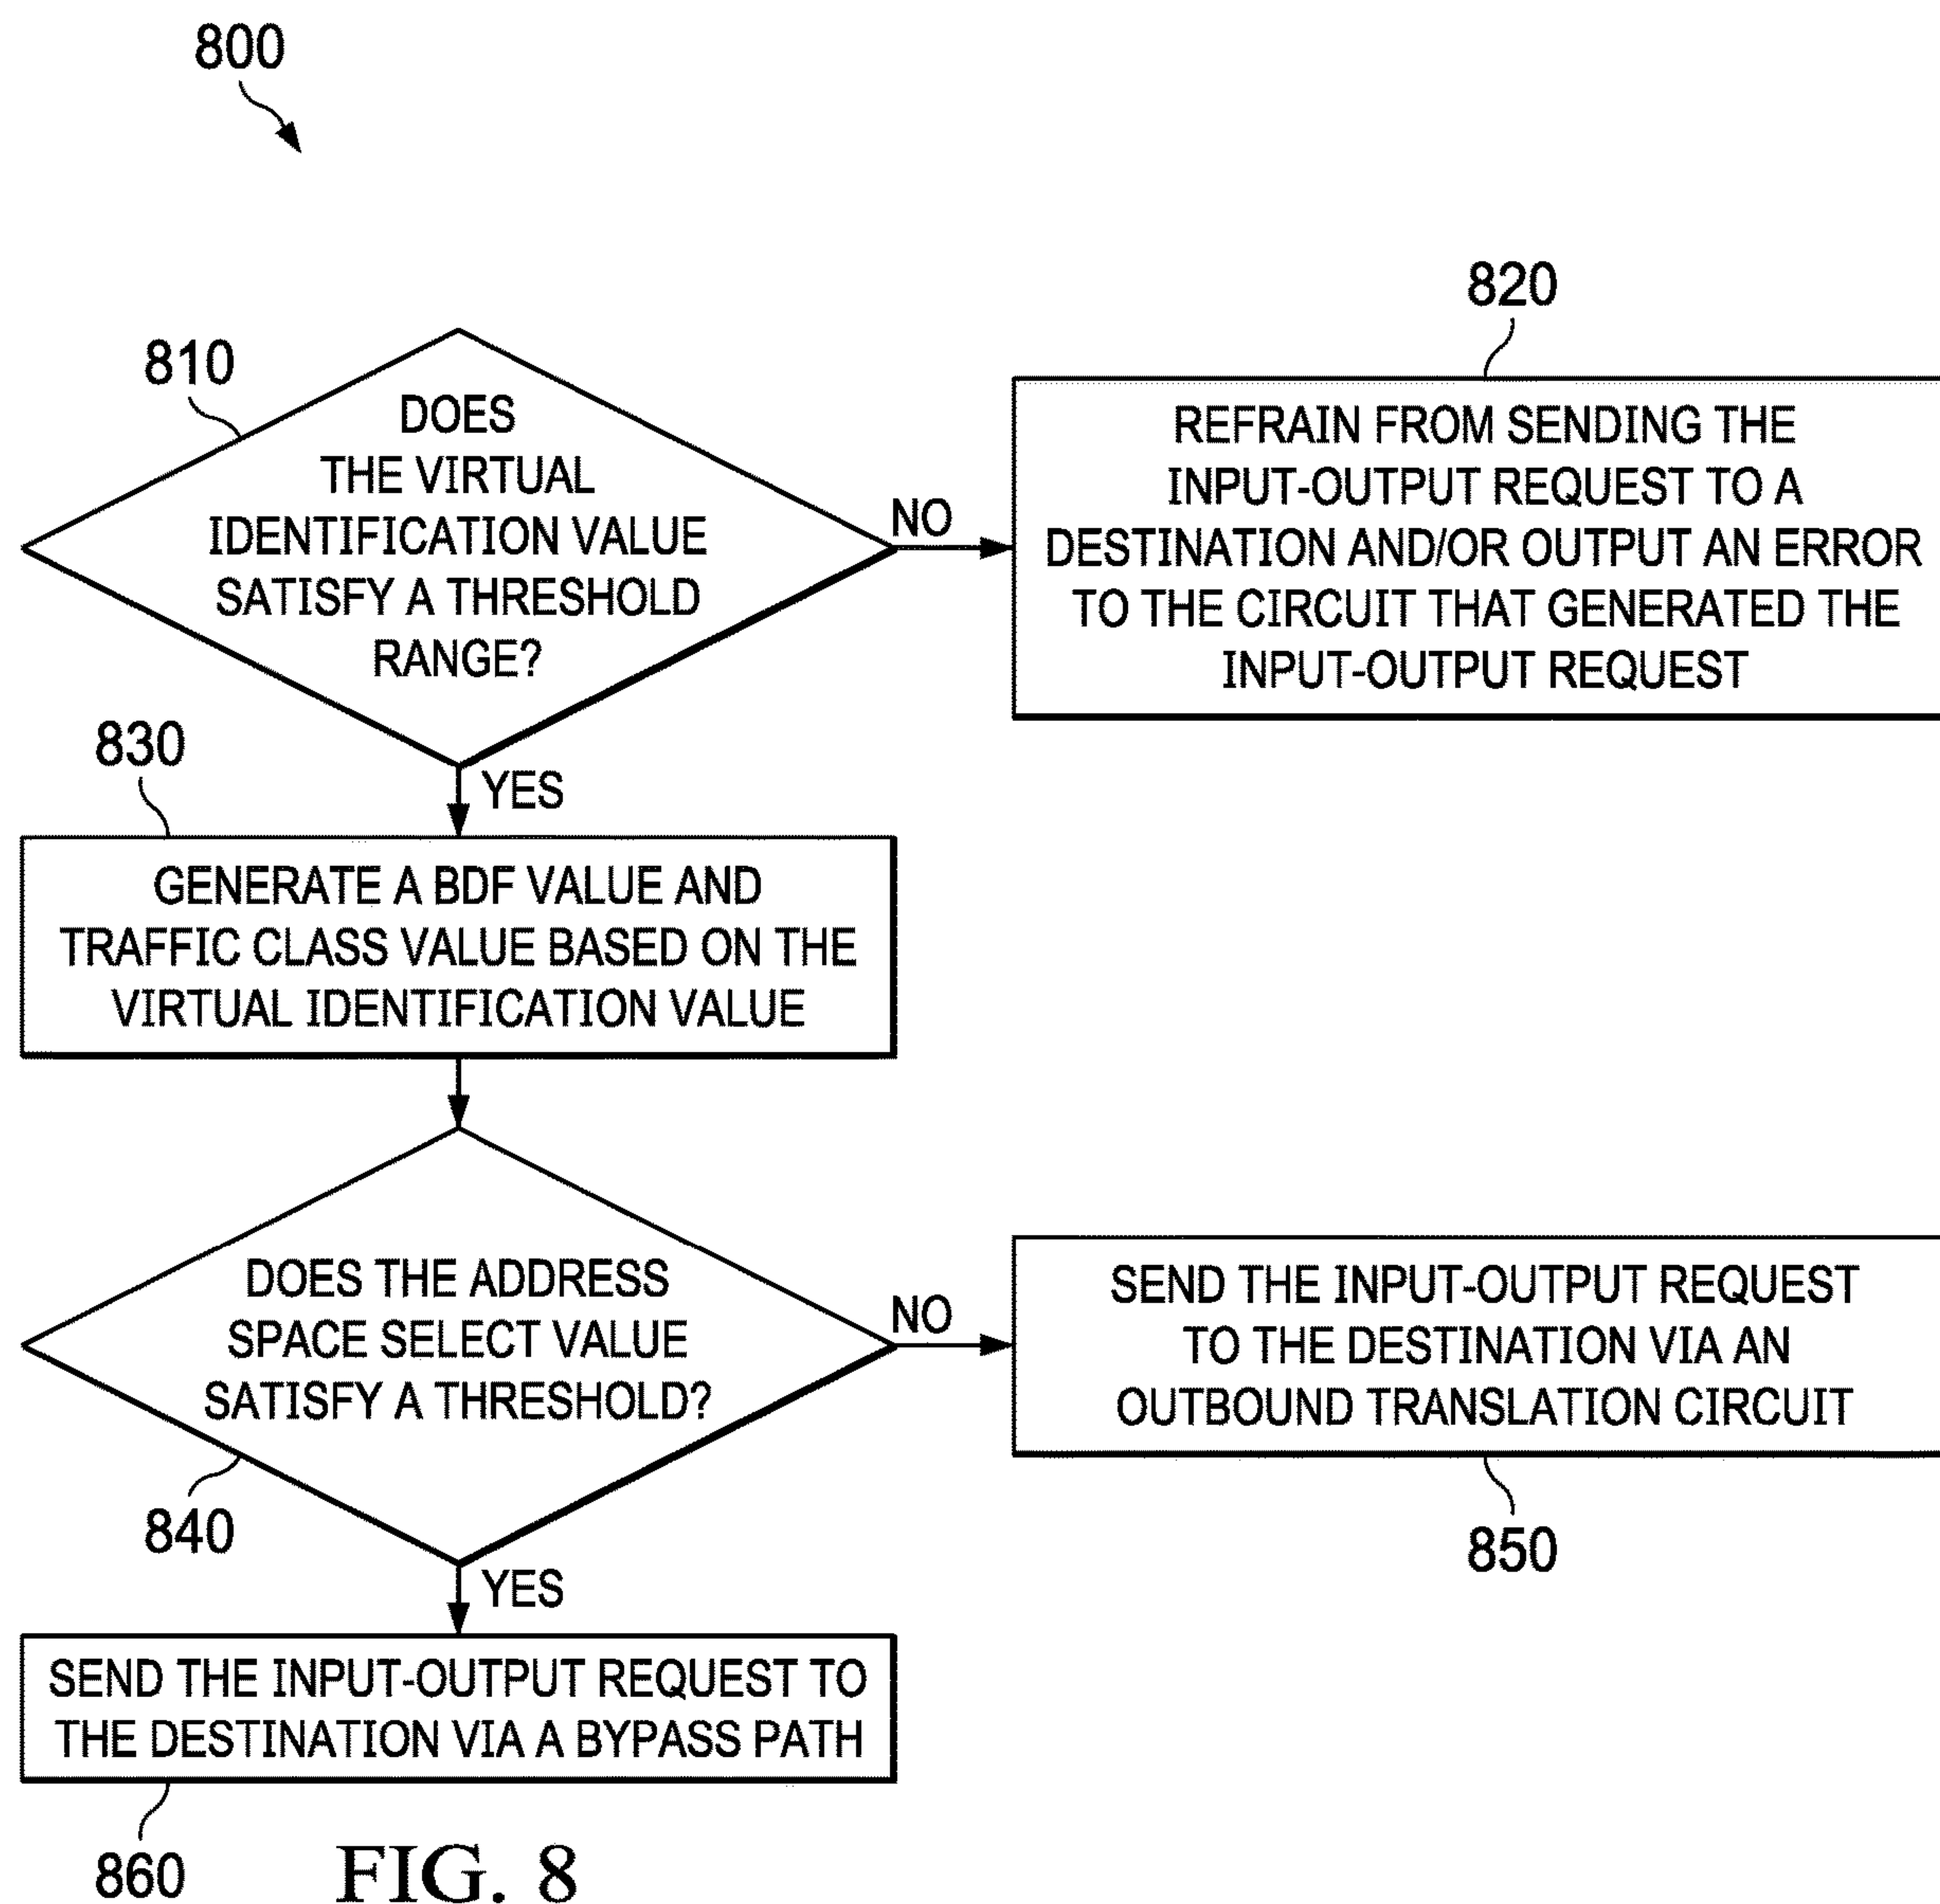 800
810
DOES
THE VIRTUAL
IDENTIFICATION VALUE
SATISFY A THRESHOLD
RANGE?
NO
820
REFRAIN FROM SENDING THE
INPUT-OUTPUT REQUEST TO A
DESTINATION AND/OR OUTPUT AN ERROR
TO THE CIRCUIT THAT GENERATED THE
INPUT-OUTPUT REQUEST
YES
830
GENERATE A BDF VALUE AND
TRAFFIC CLASS VALUE BASED ON THE
VIRTUAL IDENTIFICATION VALUE
DOES THE ADDRESS
SPACE SELECT VALUE
SATISFY A THRESHOLD?
840
NO
SEND THE INPUT-OUTPUT REQUEST
TO THE DESTINATION VIA AN
OUTBOUND TRANSLATION CIRCUIT
850
YES
SEND THE INPUT-OUTPUT REQUEST TO
THE DESTINATION VIA A BYPASS PATH
860
FIG. 8